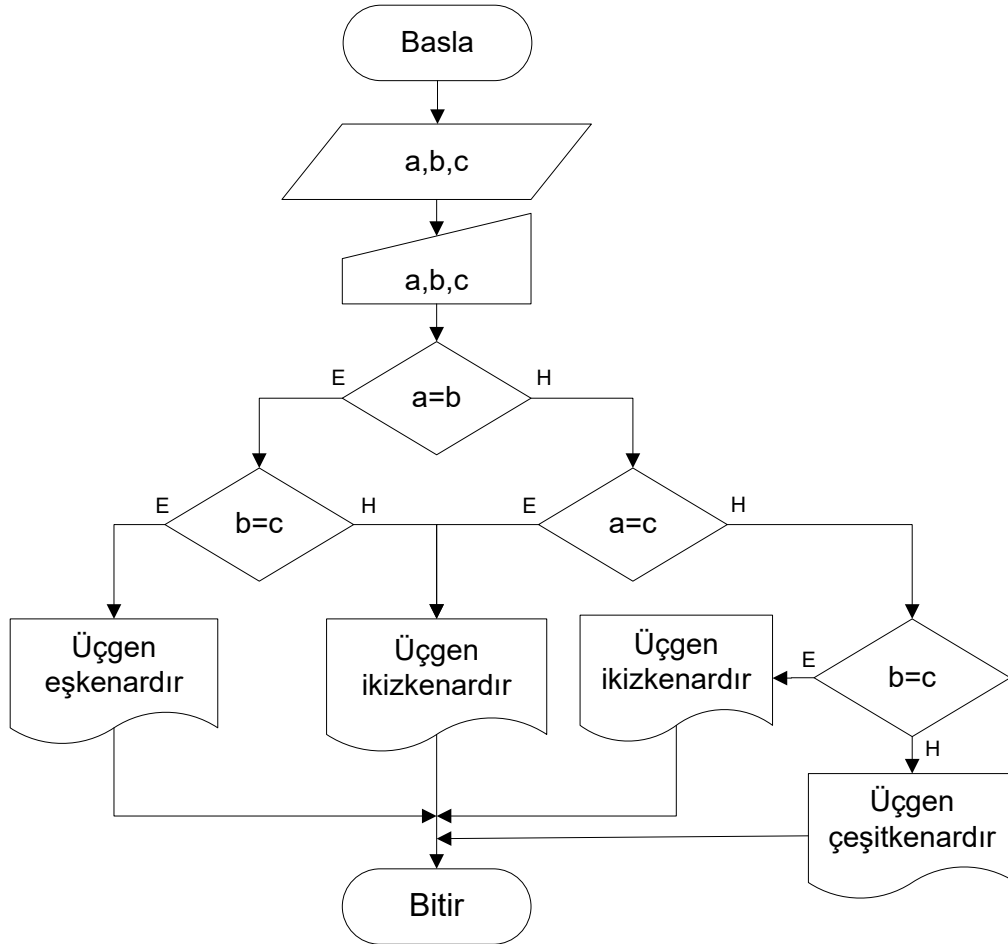 Basla
a,b,c
a,b,c
E
a=b
H
E
b=c
H
E
a=c
H
Üçgen
eşkenardır
Üçgen
ikizkenardır
Üçgen
ikizkenardır
E
b=c
H
Üçgen
çeşitkenardır
Bitir